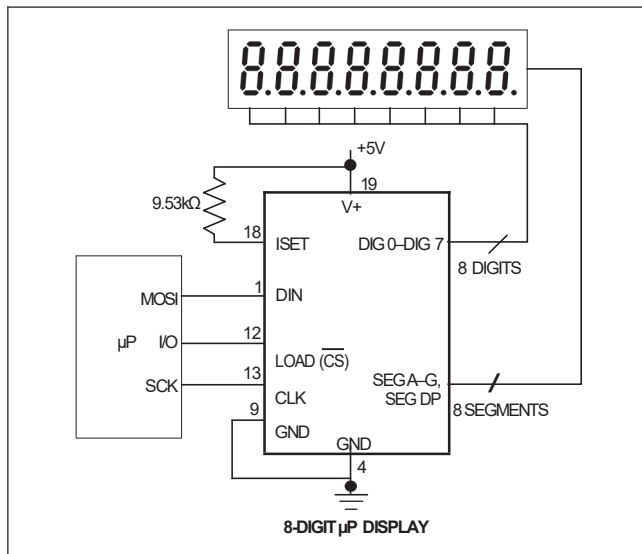 8.8.8.8.8.8.8.8.
+5V
19
V+
9.53kΩ
18
ISET
DIG 0–DIG 7
8 DIGITS
MOSI
1
DIN
µP
I/O
12
LOAD (C̅S̅)
SCK
13
CLK
SEG A–G,
SEG DP
8 SEGMENTS
9
GND
GND
4
8-DIGIT µP DISPLAY